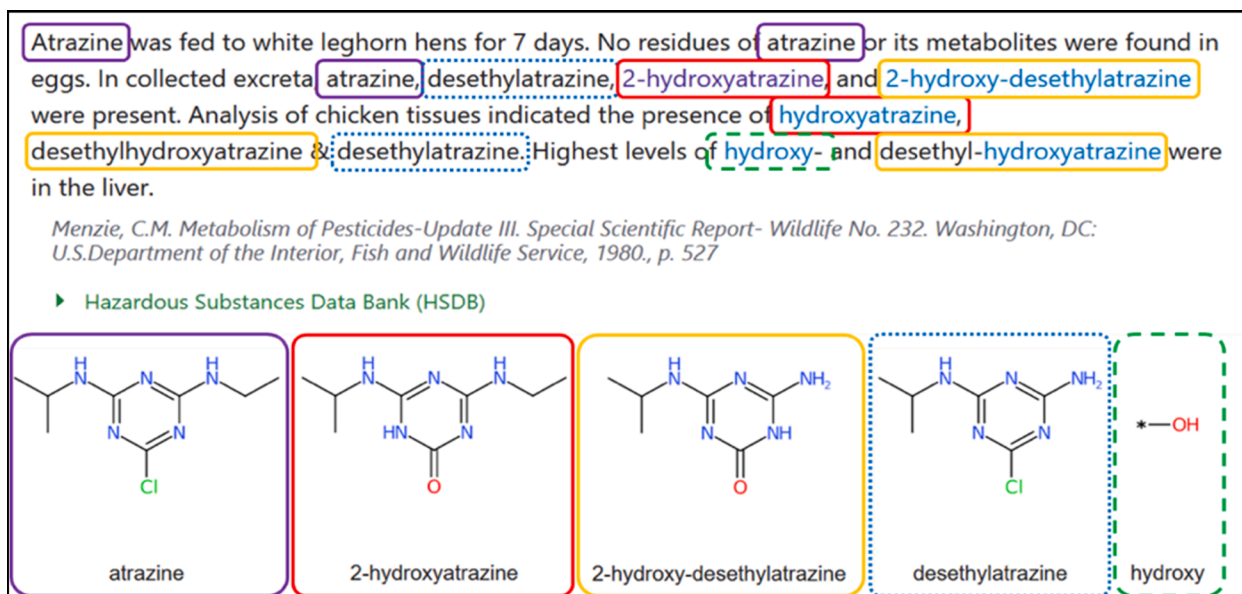 Atrazine was fed to white leghorn hens for 7 days. No residues of atrazine or its metabolites were found in
eggs. In collected excreta atrazine, desethylatrazine, 2-hydroxyatrazine, and 2-hydroxy-desethylatrazine
were present. Analysis of chicken tissues indicated the presence of hydroxyatrazine,
desethylhydroxyatrazine & desethylatrazine. Highest levels of hydroxy- and desethyl-hydroxyatrazine were
in the liver.
Menzie, C.M. Metabolism of Pesticides-Update III. Special Scientific Report- Wildlife No. 232. Washington, DC:
U.S.Department of the Interior, Fish and Wildlife Service, 1980., p. 527
Hazardous Substances Data Bank (HSDB)
H N N H N N N Cl
H N N H N HN N O
H N N NH₂ N NH O
H N N NH₂ N N Cl
*—OH
atrazine 2-hydroxyatrazine 2-hydroxy-desethylatrazine desethylatrazine hydroxy